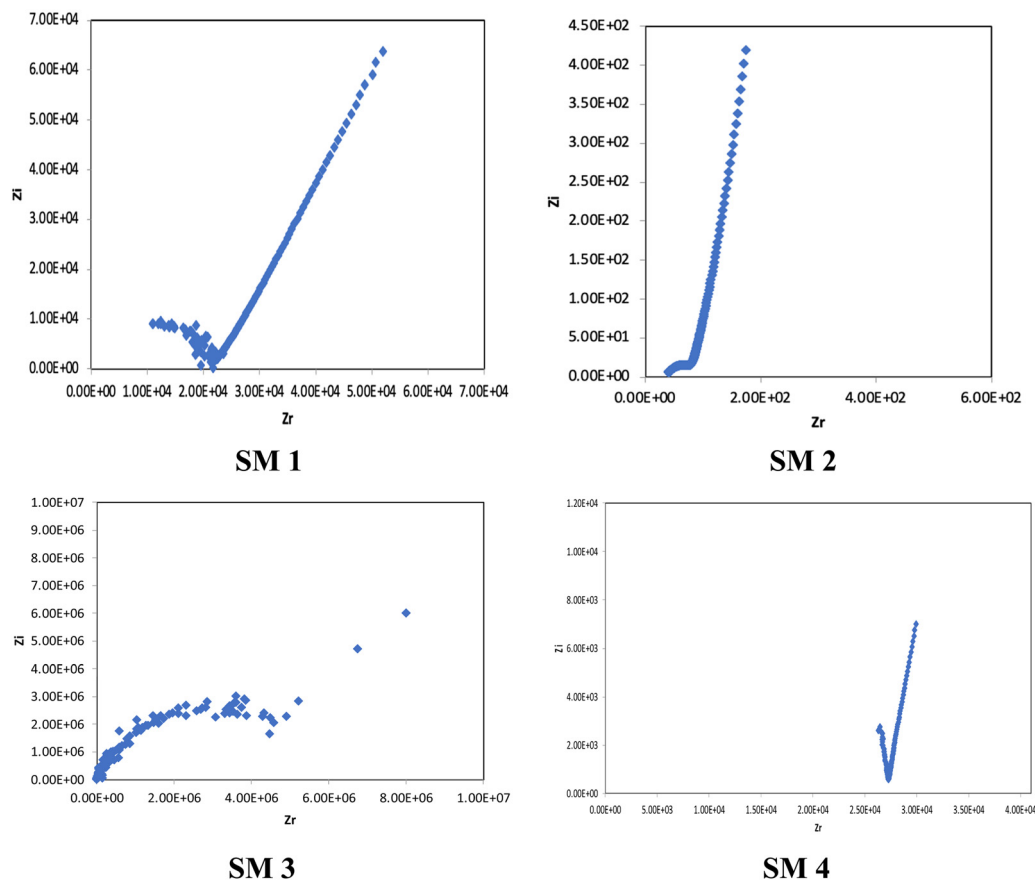 7.00E+04
6.00E+04
5.00E+04
4.00E+04
3.00E+04
2.00E+04
1.00E+04
0.00E+00
Zi
0.00E+00 1.00E+04 2.00E+04 3.00E+04 4.00E+04 5.00E+04 6.00E+04 7.00E+04
Zr
SM 1
4.50E+02
4.00E+02
3.50E+02
3.00E+02
2.50E+02
2.00E+02
1.50E+02
1.00E+02
5.00E+01
0.00E+00
Zi
0.00E+00 2.00E+02 4.00E+02 6.00E+02
Zr
SM 2
1.00E+07
9.00E+06
8.00E+06
7.00E+06
6.00E+06
5.00E+06
4.00E+06
3.00E+06
2.00E+06
1.00E+06
0.00E+00
Zi
0.00E+00 2.00E+06 4.00E+06 6.00E+06 8.00E+06 1.00E+07
Zr
SM 3
1.20E+04
1.00E+04
8.00E+03
6.00E+03
4.00E+03
2.00E+03
0.00E+00
Zi
0.00E+00 5.00E+03 1.00E+04 1.50E+04 2.00E+04 2.50E+04 3.00E+04 3.50E+04 4.00E+04
Zr
SM 4